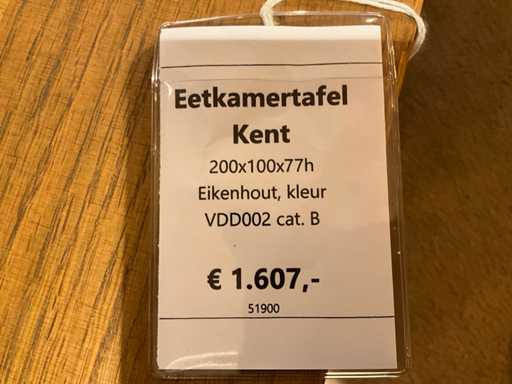 Eetkamertafel
Kent
200x100x77h
Eikenhout, kleur
VDD002 cat. B
€ 1.607,-
51900